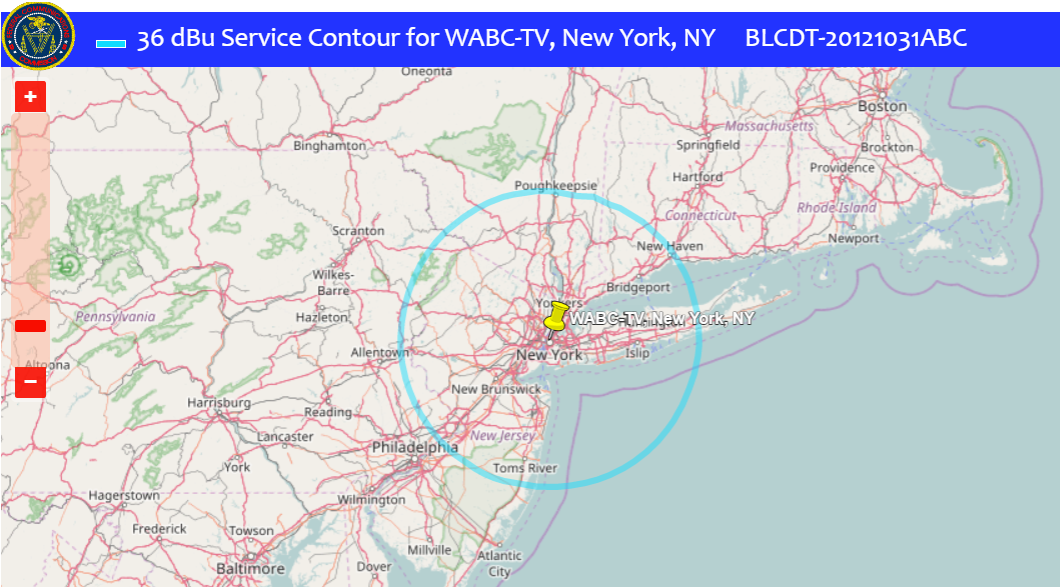 36 dBu Service Contour for WABC-TV, New York, NY BLCDT-20121031ABC
+
Oneonta
Boston
Massachusetts
Binghamton
Springfield
Brockton
Providence
Hartford
Poughkeepsie
Rhode Island
Connecticut
Scranton
Newport
New Haven
Wilkes-
Barre
Bridgeport
Yonkers
Pennsylvania
Hazleton
WABC-TV, New York, NY
Allentown
New York
Islip
Altoona
−
New Brunswick
Harrisburg
Reading
Lancaster
New Jersey
Philadelphia
York
Toms River
Hagerstown
Wilmington
Frederick
Towson
Millville
Atlantic
City
Baltimore
Dover